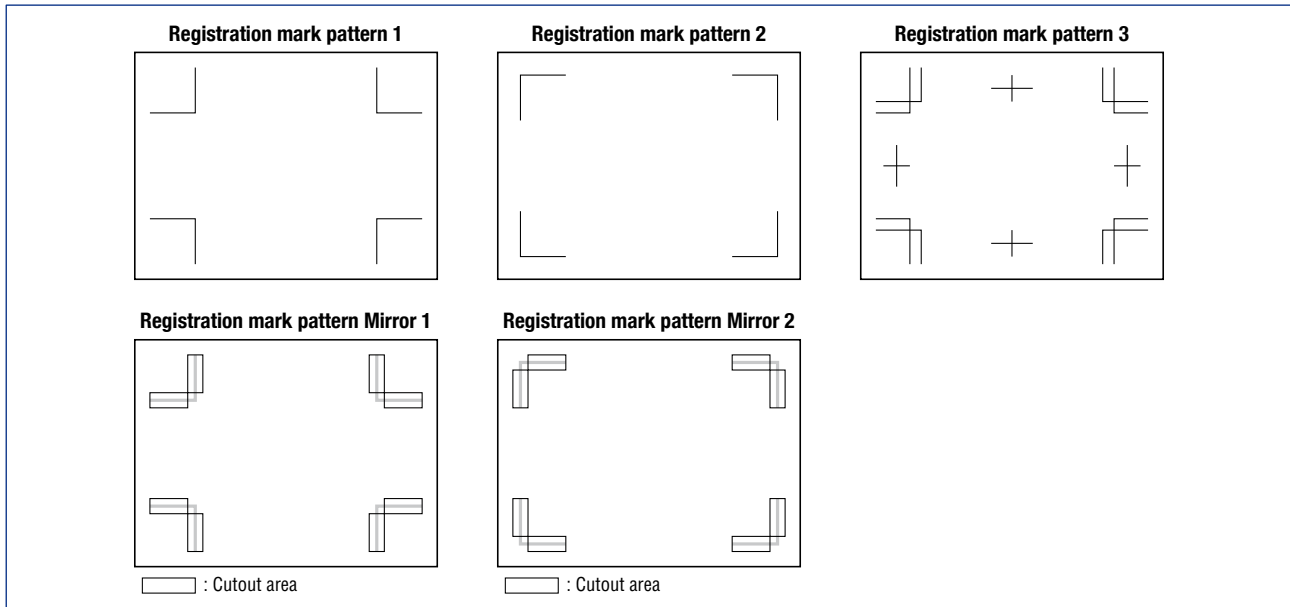 Registration mark pattern 1
Registration mark pattern 2
Registration mark pattern 3
Registration mark pattern Mirror 1
Registration mark pattern Mirror 2
: Cutout area
: Cutout area